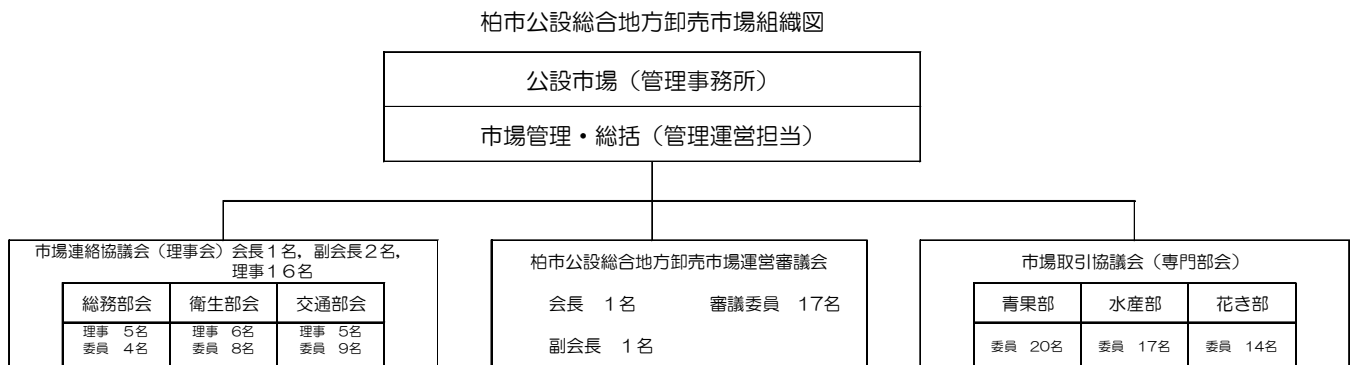 柏市公設総合地方卸売市場組織図
公設市場（管理事務所）
市場管理・総括（管理運営担当）
市場連絡協議会（理事会）会長１名，副会長２名，
理事１６名
総務部会 衛生部会 交通部会
理事 5名 理事 6名 理事 5名
委員 4名 委員 8名 委員 9名
柏市公設総合地方卸売市場運営審議会
会長 1名 審議委員 17名
副会長 1名
市場取引協議会（専門部会）
青果部 水産部 花き部
委員 20名 委員 17名 委員 14名